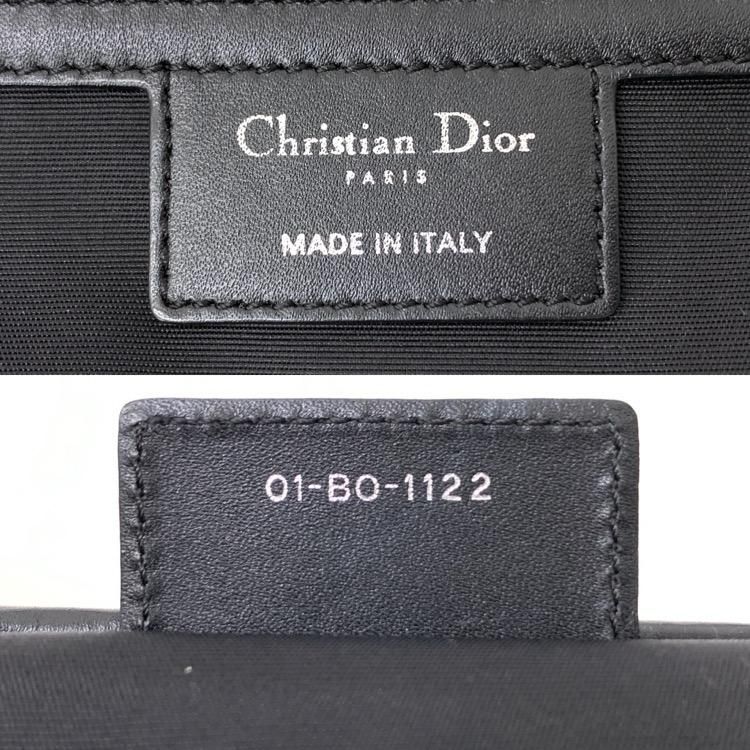 Christian Dior
PARIS
MADE IN ITALY
01-BO-1122